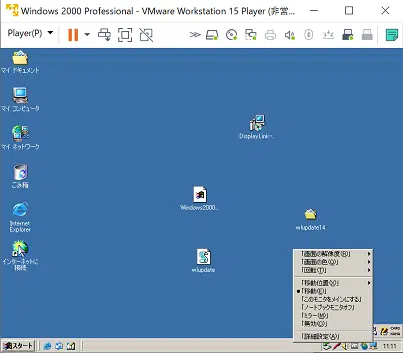 Windows 2000 Professional - VMware Workstation 15 Player (非営...
Player(P)
マイ ドキュメント
マイ コンピュータ
マイ ネットワーク
ごみ箱
Internet
Explorer
インターネットに
接続
DisplayLink-...
Windows2000...
wlupdate14
wlupdate
「画面の解像度(R)」
「画面の色(Q)」
「回転(T)」
「移動位置(X)」
「移動(E)」
「このモニタをメインにする」
「ノートブックモニタオフ」
「ミラー(M)」
「無効(O)」
「詳細設定(A)」
スタート
CAPS
KANA
11:11